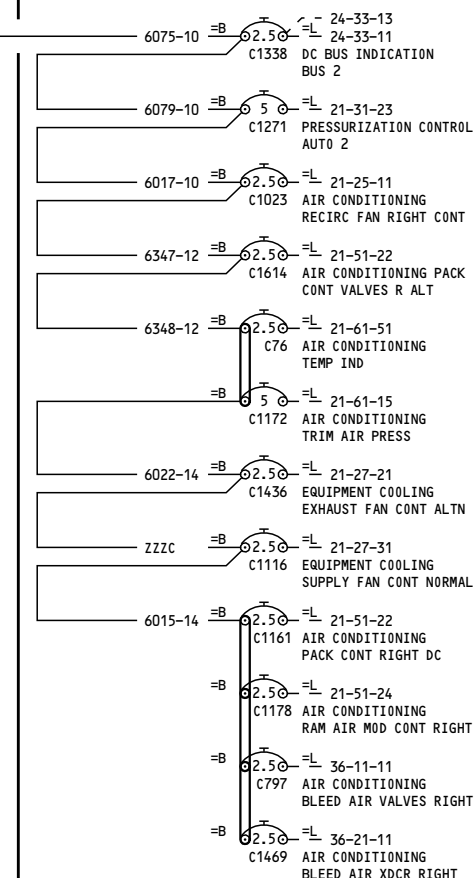 24-33-13
6075-10 =B 2.5 =L 24-33-11
C1338 DC BUS INDICATION
BUS 2
6079-10 =B 5 =L 21-31-23
C1271 PRESSURIZATION CONTROL
AUTO 2
6017-10 =B 2.5 =L 21-25-11
C1023 AIR CONDITIONING
RECIRC FAN RIGHT CONT
6347-12 =B 2.5 =L 21-51-22
C1614 AIR CONDITIONING PACK
CONT VALVES R ALT
6348-12 =B 2.5 =L 21-61-51
C76 AIR CONDITIONING
TEMP IND
=B 5 =L 21-61-15
C1172 AIR CONDITIONING
TRIM AIR PRESS
6022-14 =B 2.5 =L 21-27-21
C1436 EQUIPMENT COOLING
EXHAUST FAN CONT ALTN
ZZZC =B 2.5 =L 21-27-31
C1116 EQUIPMENT COOLING
SUPPLY FAN CONT NORMAL
6015-14 =B 2.5 =L 21-51-22
C1161 AIR CONDITIONING
PACK CONT RIGHT DC
=B 2.5 =L 21-51-24
C1178 AIR CONDITIONING
RAM AIR MOD CONT RIGHT
=B 2.5 =L 36-11-11
C797 AIR CONDITIONING
BLEED AIR VALVES RIGHT
=B 2.5 =L 36-21-11
C1469 AIR CONDITIONING
BLEED AIR XDCR RIGHT